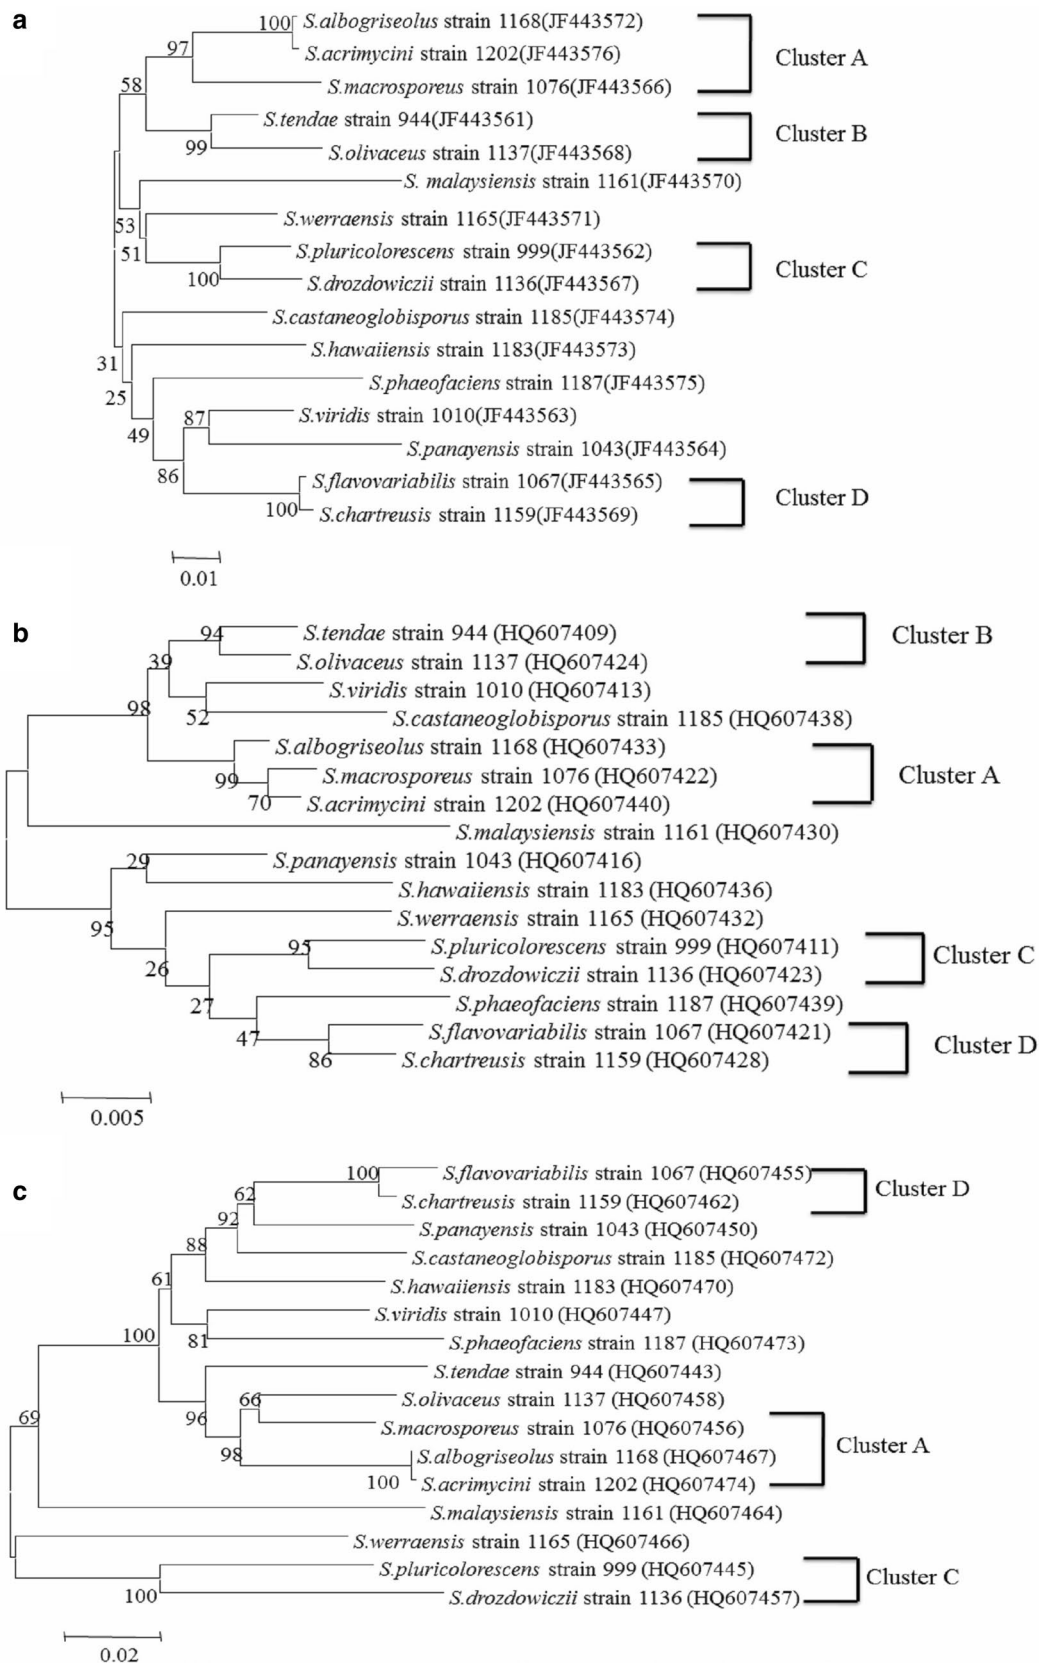 a
100 S.albogriseolus strain 1168(JF443572)
S.acrimycini strain 1202(JF443576)
97
Cluster A
58
S.macrosporeus strain 1076(JF443566)
S.tendae strain 944(JF443561)
Cluster B
99
S.olivaceus strain 1137(JF443568)
S. malaysiensis strain 1161(JF443570)
53
S.werraensis strain 1165(JF443571)
51
S.pluricolorescens strain 999(JF443562)
Cluster C
100
S.drozdowiczii strain 1136(JF443567)
S.castaneoglobisporus strain 1185(JF443574)
31
S.hawaiiensis strain 1183(JF443573)
25
S.phaeofaciens strain 1187(JF443575)
49
87
S.viridis strain 1010(JF443563)
S.panayensis strain 1043(JF443564)
86
S.flavovariabilis strain 1067(JF443565)
Cluster D
100
S.chartreusis strain 1159(JF443569)
0.01
b
94
S.tendae strain 944 (HQ607409)
Cluster B
39
S.olivaceus strain 1137 (HQ607424)
S.viridis strain 1010 (HQ607413)
98
52
S.castaneoglobisporus strain 1185 (HQ607438)
S.albogriseolus strain 1168 (HQ607433)
99
S.macrosporeus strain 1076 (HQ607422)
Cluster A
70
S.acrimycini strain 1202 (HQ607440)
S.malaysiensis strain 1161 (HQ607430)
29
S.panayensis strain 1043 (HQ607416)
S.hawaiiensis strain 1183 (HQ607436)
95
S.werraensis strain 1165 (HQ607432)
95
S.pluricolorescens strain 999 (HQ607411)
Cluster C
26
S.drozdowiczii strain 1136 (HQ607423)
27
S.phaeofaciens strain 1187 (HQ607439)
47
S.flavovariabilis strain 1067 (HQ607421)
Cluster D
86
S.chartreusis strain 1159 (HQ607428)
0.005
c
100
S.flavovariabilis strain 1067 (HQ607455)
Cluster D
62
S.chartreusis strain 1159 (HQ607462)
92
S.panayensis strain 1043 (HQ607450)
88
S.castaneoglobisporus strain 1185 (HQ607472)
61
S.hawaiiensis strain 1183 (HQ607470)
S.viridis strain 1010 (HQ607447)
100
81
S.phaeofaciens strain 1187 (HQ607473)
S.tendae strain 944 (HQ607443)
66
S.olivaceus strain 1137 (HQ607458)
69
96
S.macrosporeus strain 1076 (HQ607456)
Cluster A
98
S.albogriseolus strain 1168 (HQ607467)
100
S.acrimycini strain 1202 (HQ607474)
S.malaysiensis strain 1161 (HQ607464)
S.werraensis strain 1165 (HQ607466)
S.pluricolorescens strain 999 (HQ607445)
Cluster C
100
S.drozdowiczii strain 1136 (HQ607457)
0.02